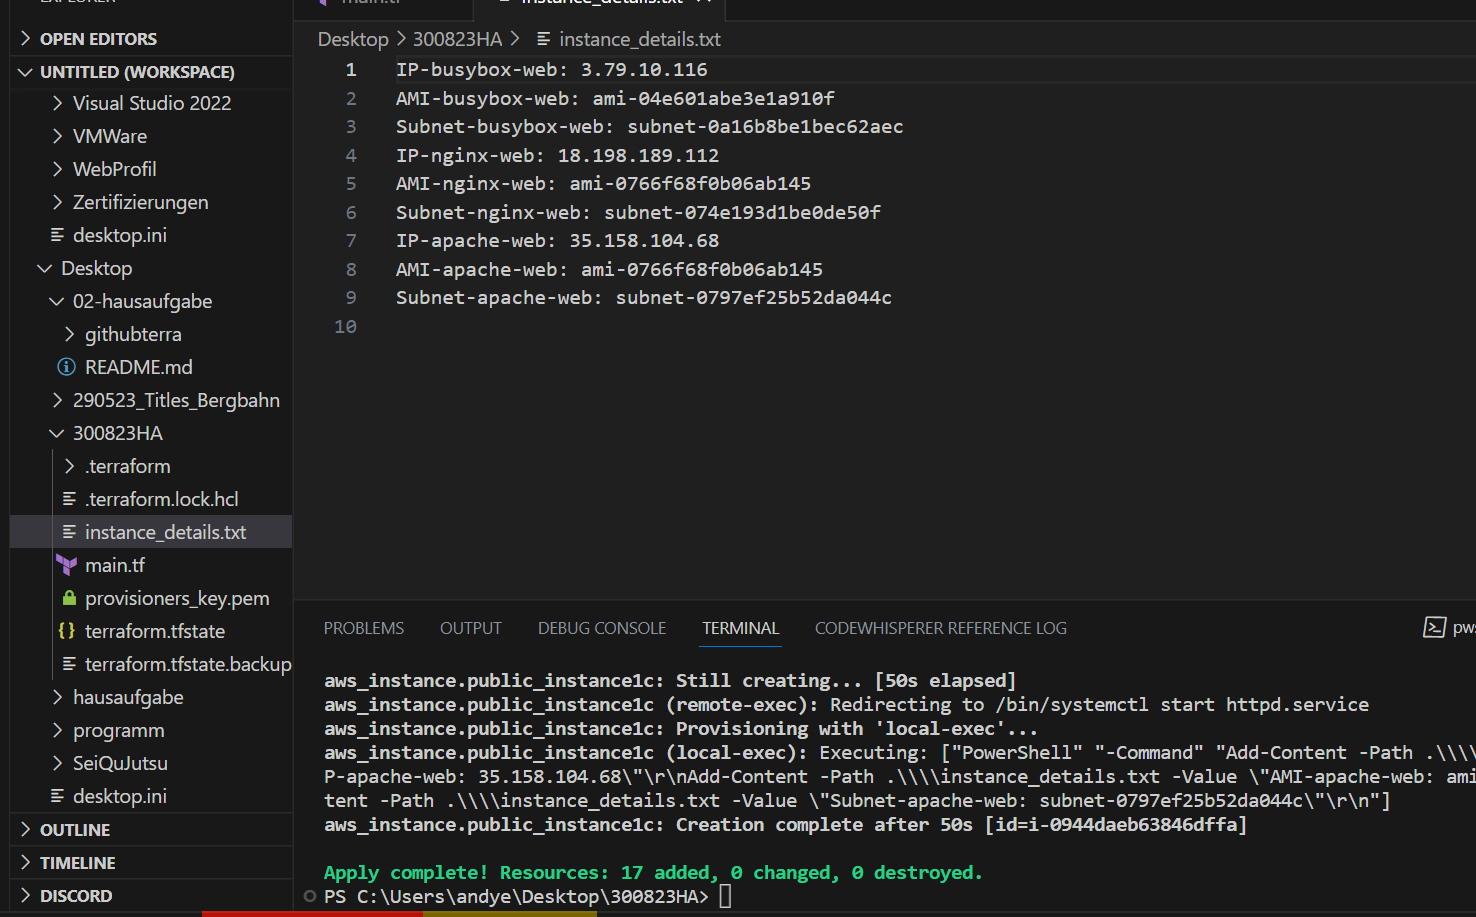 EXPLORER
OPEN EDITORS
UNTITLED (WORKSPACE)
Visual Studio 2022
VMWare
WebProfil
Zertifizierungen
desktop.ini
Desktop
02-hausaufgabe
githubterra
README.md
290523_Titles_Bergbahn
300823HA
.terraform
.terraform.lock.hcl
instance_details.txt
main.tf
provisioners_key.pem
terraform.tfstate
terraform.tfstate.backup
hausaufgabe
programm
SeiQuJutsu
desktop.ini
OUTLINE
TIMELINE
DISCORD
main.tf instance_details.txt
Desktop > 300823HA > instance_details.txt
1 IP-busybox-web: 3.79.10.116
2 AMI-busybox-web: ami-04e601abe3e1a910f
3 Subnet-busybox-web: subnet-0a16b8be1bec62aec
4 IP-nginx-web: 18.198.189.112
5 AMI-nginx-web: ami-0766f68f0b06ab145
6 Subnet-nginx-web: subnet-074e193d1be0de50f
7 IP-apache-web: 35.158.104.68
8 AMI-apache-web: ami-0766f68f0b06ab145
9 Subnet-apache-web: subnet-0797ef25b52da044c
10
PROBLEMS OUTPUT DEBUG CONSOLE TERMINAL CODEWHISPERER REFERENCE LOG pws
aws_instance.public_instance1c: Still creating... [50s elapsed]
aws_instance.public_instance1c (remote-exec): Redirecting to /bin/systemctl start httpd.service
aws_instance.public_instance1c: Provisioning with 'local-exec'...
aws_instance.public_instance1c (local-exec): Executing: ["PowerShell" "-Command" "Add-Content -Path .\\\\
P-apache-web: 35.158.104.68\"\r\nAdd-Content -Path .\\\\instance_details.txt -Value \"AMI-apache-web: ami
tent -Path .\\\\instance_details.txt -Value \"Subnet-apache-web: subnet-0797ef25b52da044c\"\r\n"]
aws_instance.public_instance1c: Creation complete after 50s [id=i-0944daeb63846dffa]
Apply complete! Resources: 17 added, 0 changed, 0 destroyed.
PS C:\Users\andye\Desktop\300823HA>